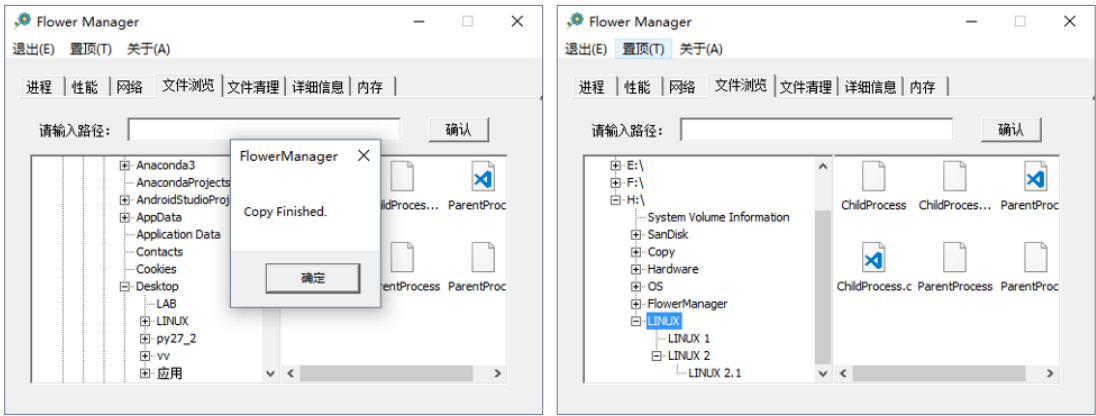 Flower Manager
退出(E) 置顶(T) 关于(A)
进程 性能 网络 文件浏览 文件清理 详细信息 内存
请输入路径: 确认
Anaconda3
AnacondaProjects
AndroidStudioProj
AppData
Application Data
Contacts
Cookies
Desktop
LAB
LINUX
py27_2
vv
应用
FlowerManager
Copy Finished.
确定
ildProces... ParentProc
rentProcess ParentProc
Flower Manager
退出(E) 置顶(T) 关于(A)
进程 性能 网络 文件浏览 文件清理 详细信息 内存
请输入路径: 确认
E:\
F:\
H:\
System Volume Information
SanDisk
Copy
Hardware
OS
FlowerManager
LINUX
LINUX 1
LINUX 2
LINUX 2.1
ChildProcess ChildProces... ParentProc
ChildProcess.c ParentProcess ParentProc